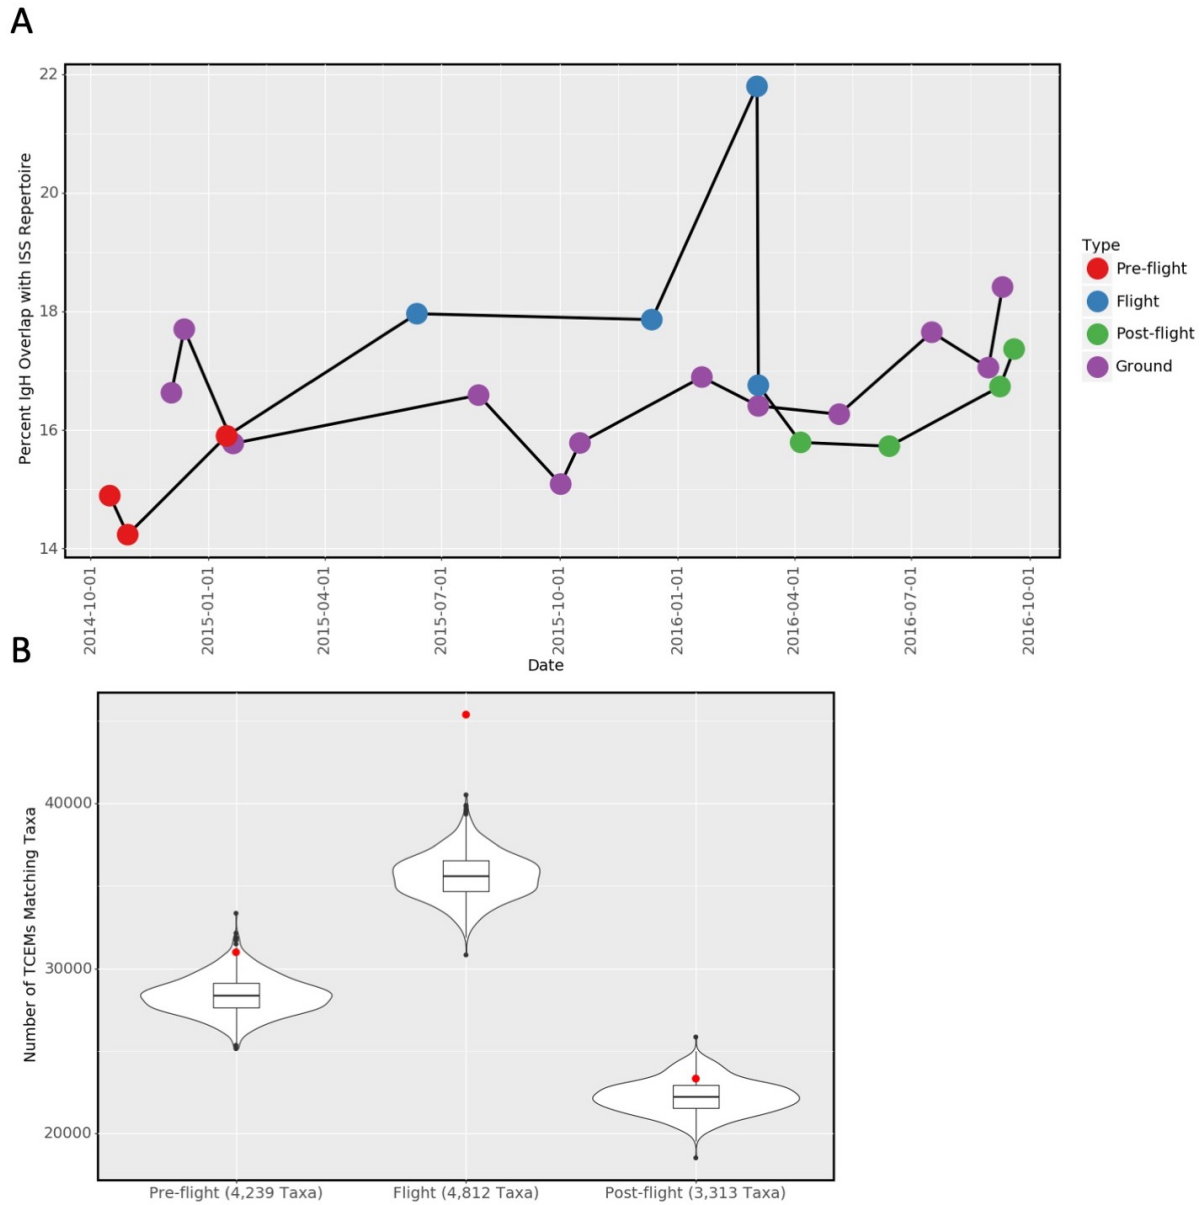 A
Percent IgH Overlap with ISS Repertoire
22
20
18
16
14
2014-10-01
2015-01-01
2015-04-01
2015-07-01
2015-10-01
2016-01-01
2016-04-01
2016-07-01
2016-10-01
Date
Type
Pre-flight
Flight
Post-flight
Ground
B
Number of TCEMs Matching Taxa
40000
30000
20000
Pre-flight (4,239 Taxa)
Flight (4,812 Taxa)
Post-flight (3,313 Taxa)